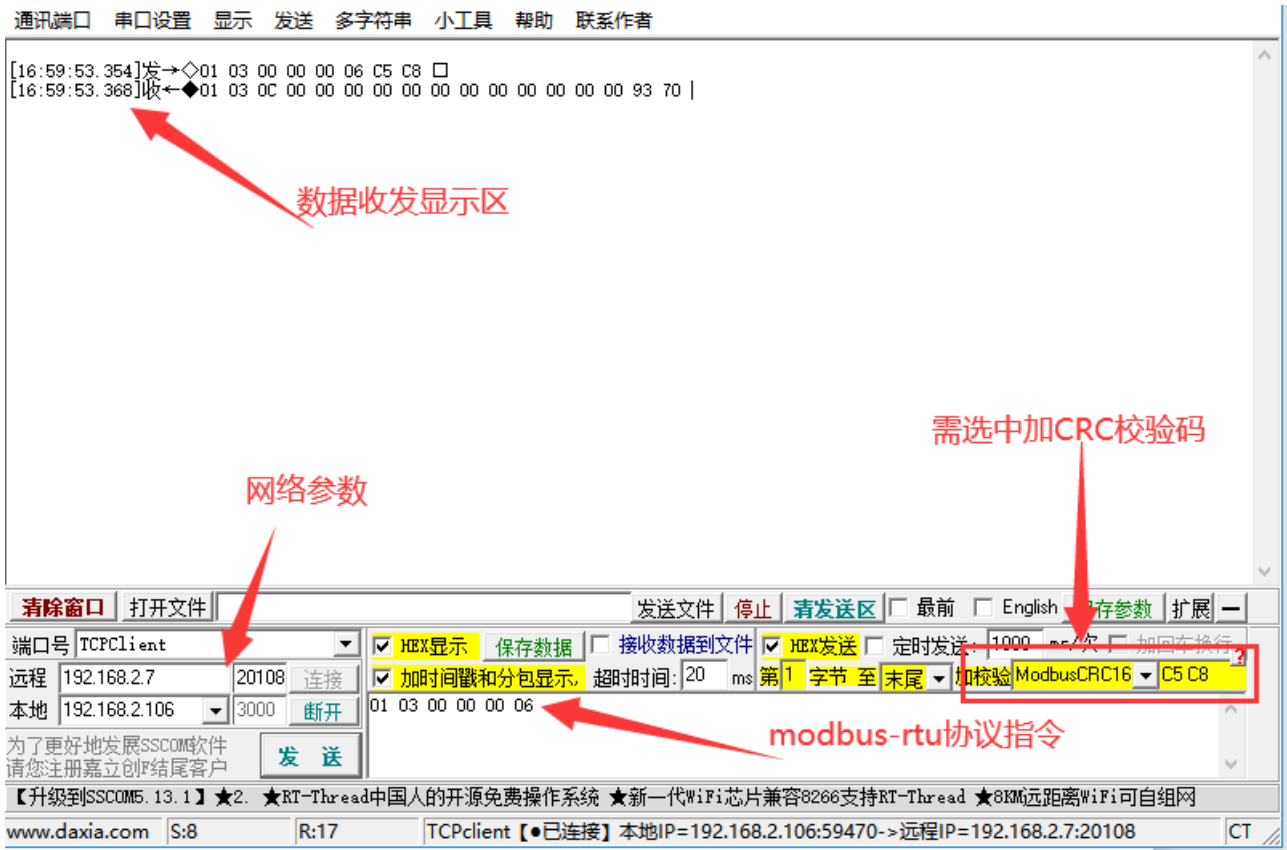 通讯端口 串口设置 显示 发送 多字符串 小工具 帮助 联系作者
[16:59:53.354]发→◇01 03 00 00 00 06 C5 C8 □
[16:59:53.368]收←◆01 03 0C 00 00 00 00 00 00 00 00 00 00 00 00 93 70
数据收发显示区
需选中加CRC校验码
网络参数
清除窗口 打开文件 发送文件 停止 清发送区 最前 English 存参数 扩展 —
端口号 TCPClient HEX显示 保存数据 接收数据到文件 HEX发送 定时发送: 1000 ms/次 加回车换行
远程 192.168.2.7 20108 连接 加时间戳和分包显示, 超时时间: 20 ms 第 1 字节 至 末尾 加校验 ModbusCRC16 C5 C8 ?
本地 192.168.2.106 3000 断开 01 03 00 00 00 06
modbus-rtu协议指令
为了更好地发展SSCOM软件
请您注册嘉立创F结尾客户
发 送
【升级到SSCOM5.13.1】★2. ★RT-Thread中国人的开源免费操作系统 ★新一代WiFi芯片兼容8266支持RT-Thread ★8KM远距离WiFi可自组网
www.daxia.com S:8 R:17 TCPclient【●已连接】本地IP=192.168.2.106:59470->远程IP=192.168.2.7:20108 CT